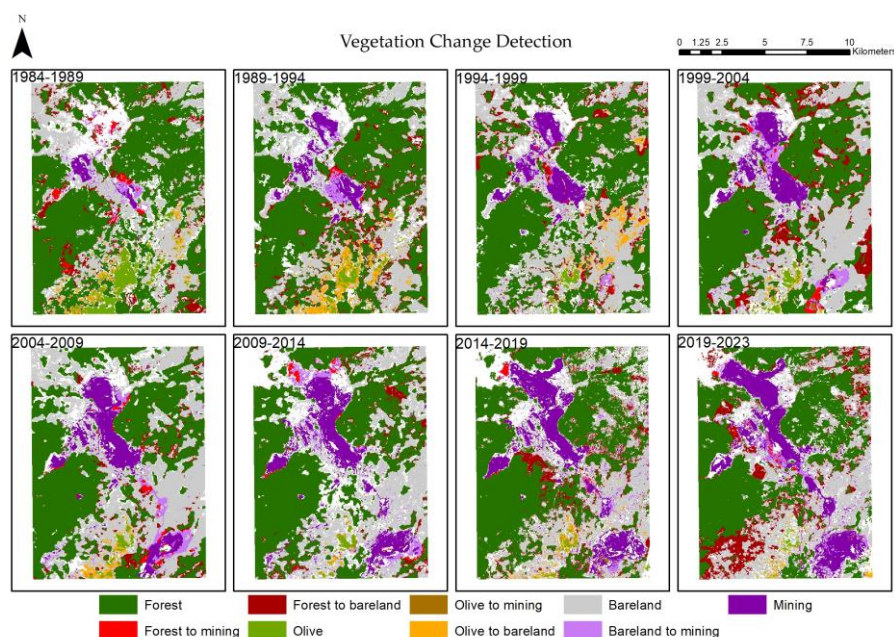 N
Vegetation Change Detection
0 1.25 2.5 5 7.5 10
Kilometers
1984-1989
1989-1994
1994-1999
1999-2004
2004-2009
2009-2014
2014-2019
2019-2023
Forest
Forest to bareland
Olive to mining
Bareland
Mining
Forest to mining
Olive
Olive to bareland
Bareland to mining